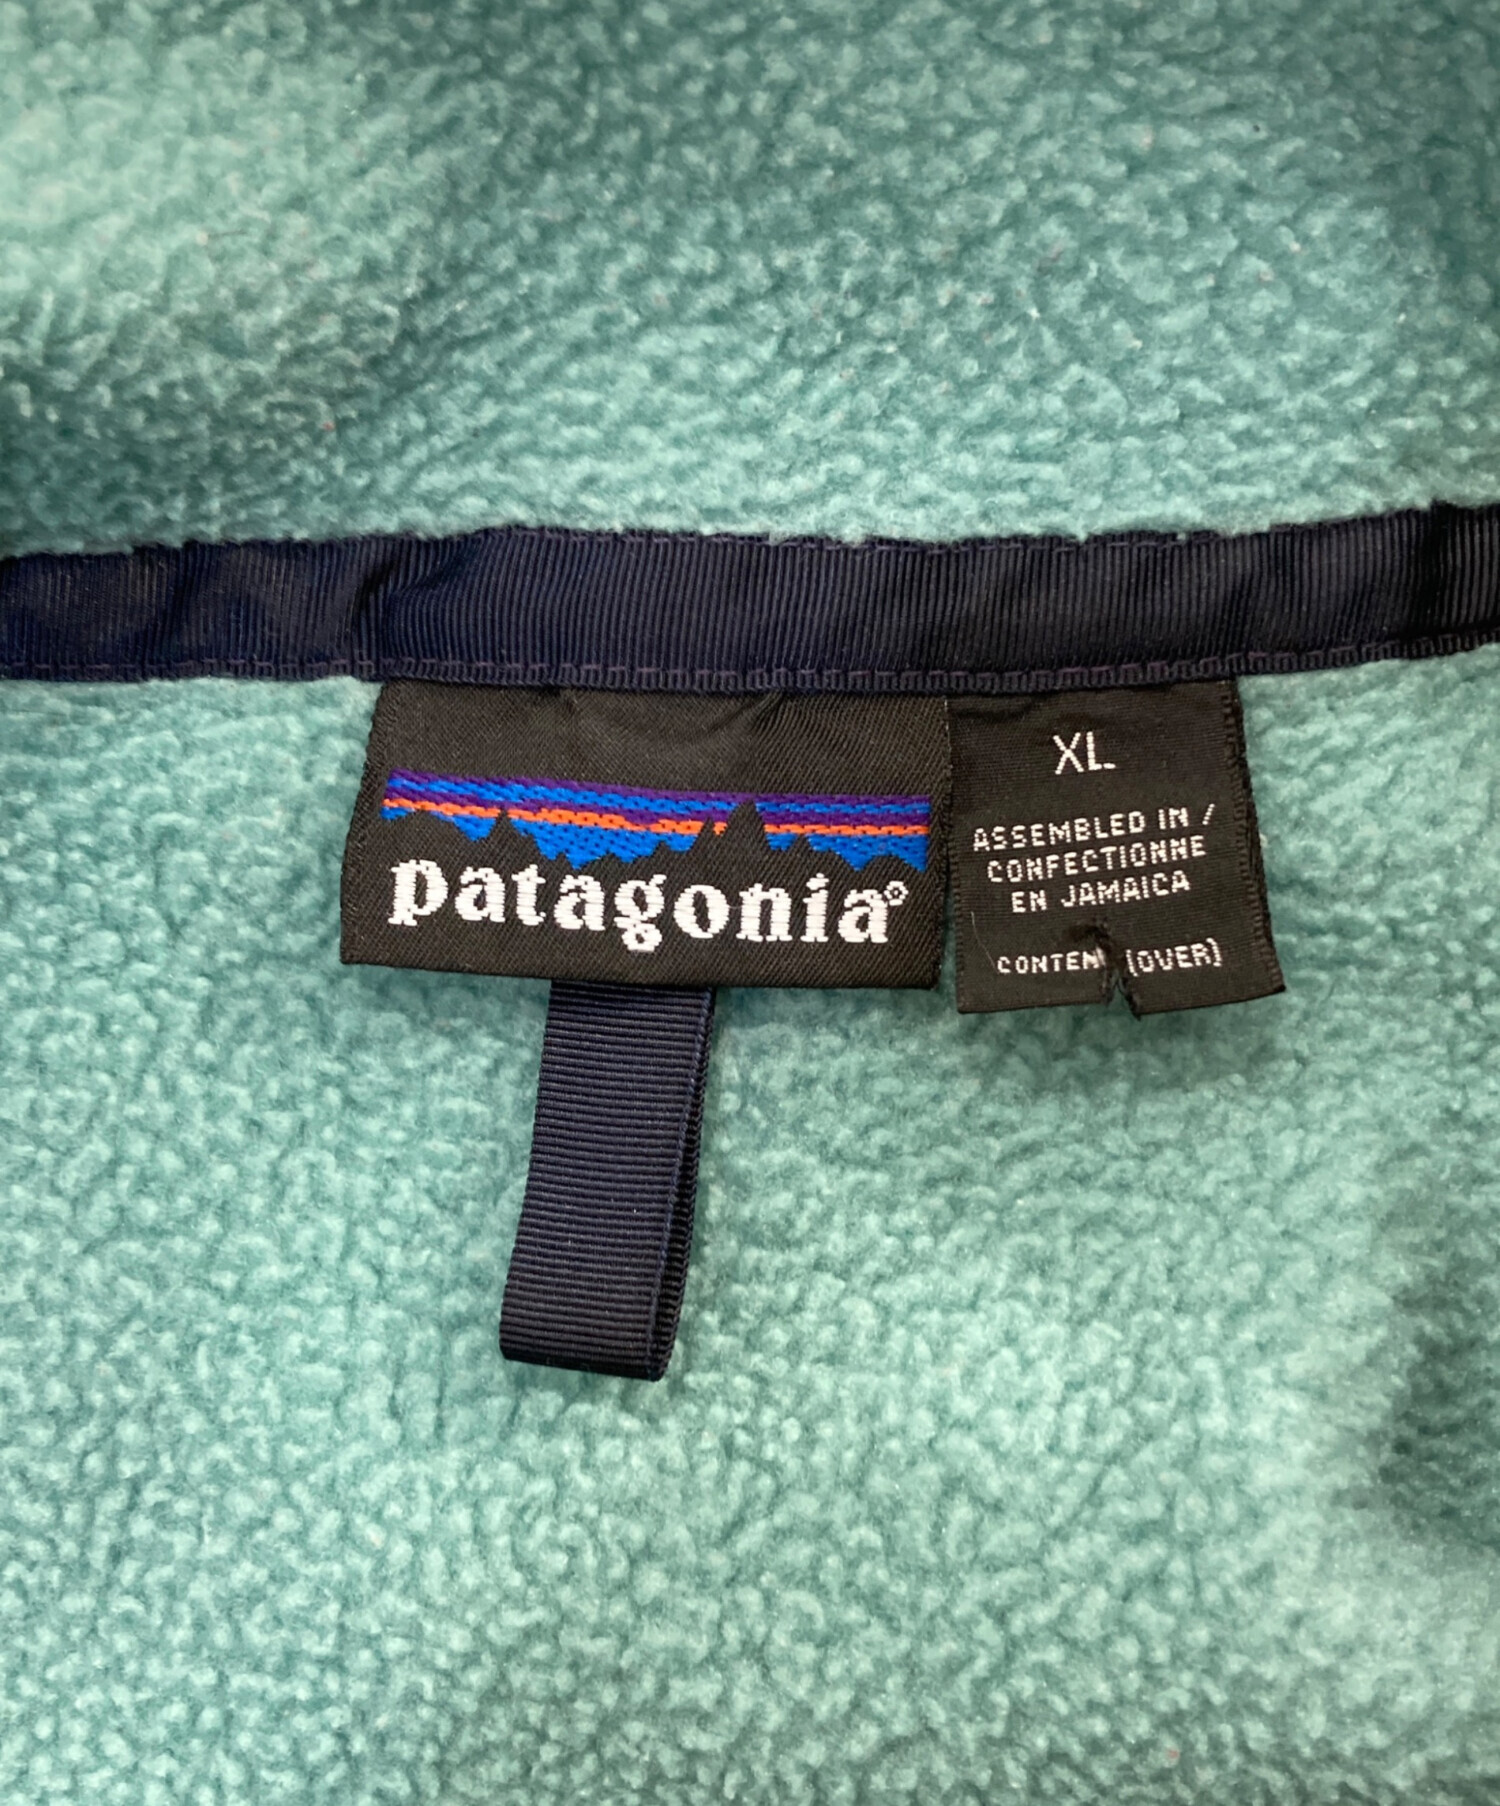 patagonia®
XL
ASSEMBLED IN /
CONFECTIONNE
EN JAMAICA
(OVER)